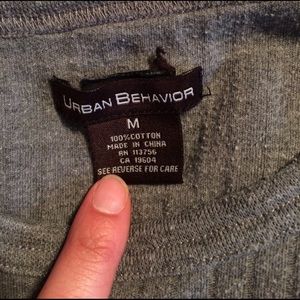 URBAN BEHAVIOR
M
100%COTTON
MADE IN CHINA
RN 113756
CA 19604
SEE REVERSE FOR CARE